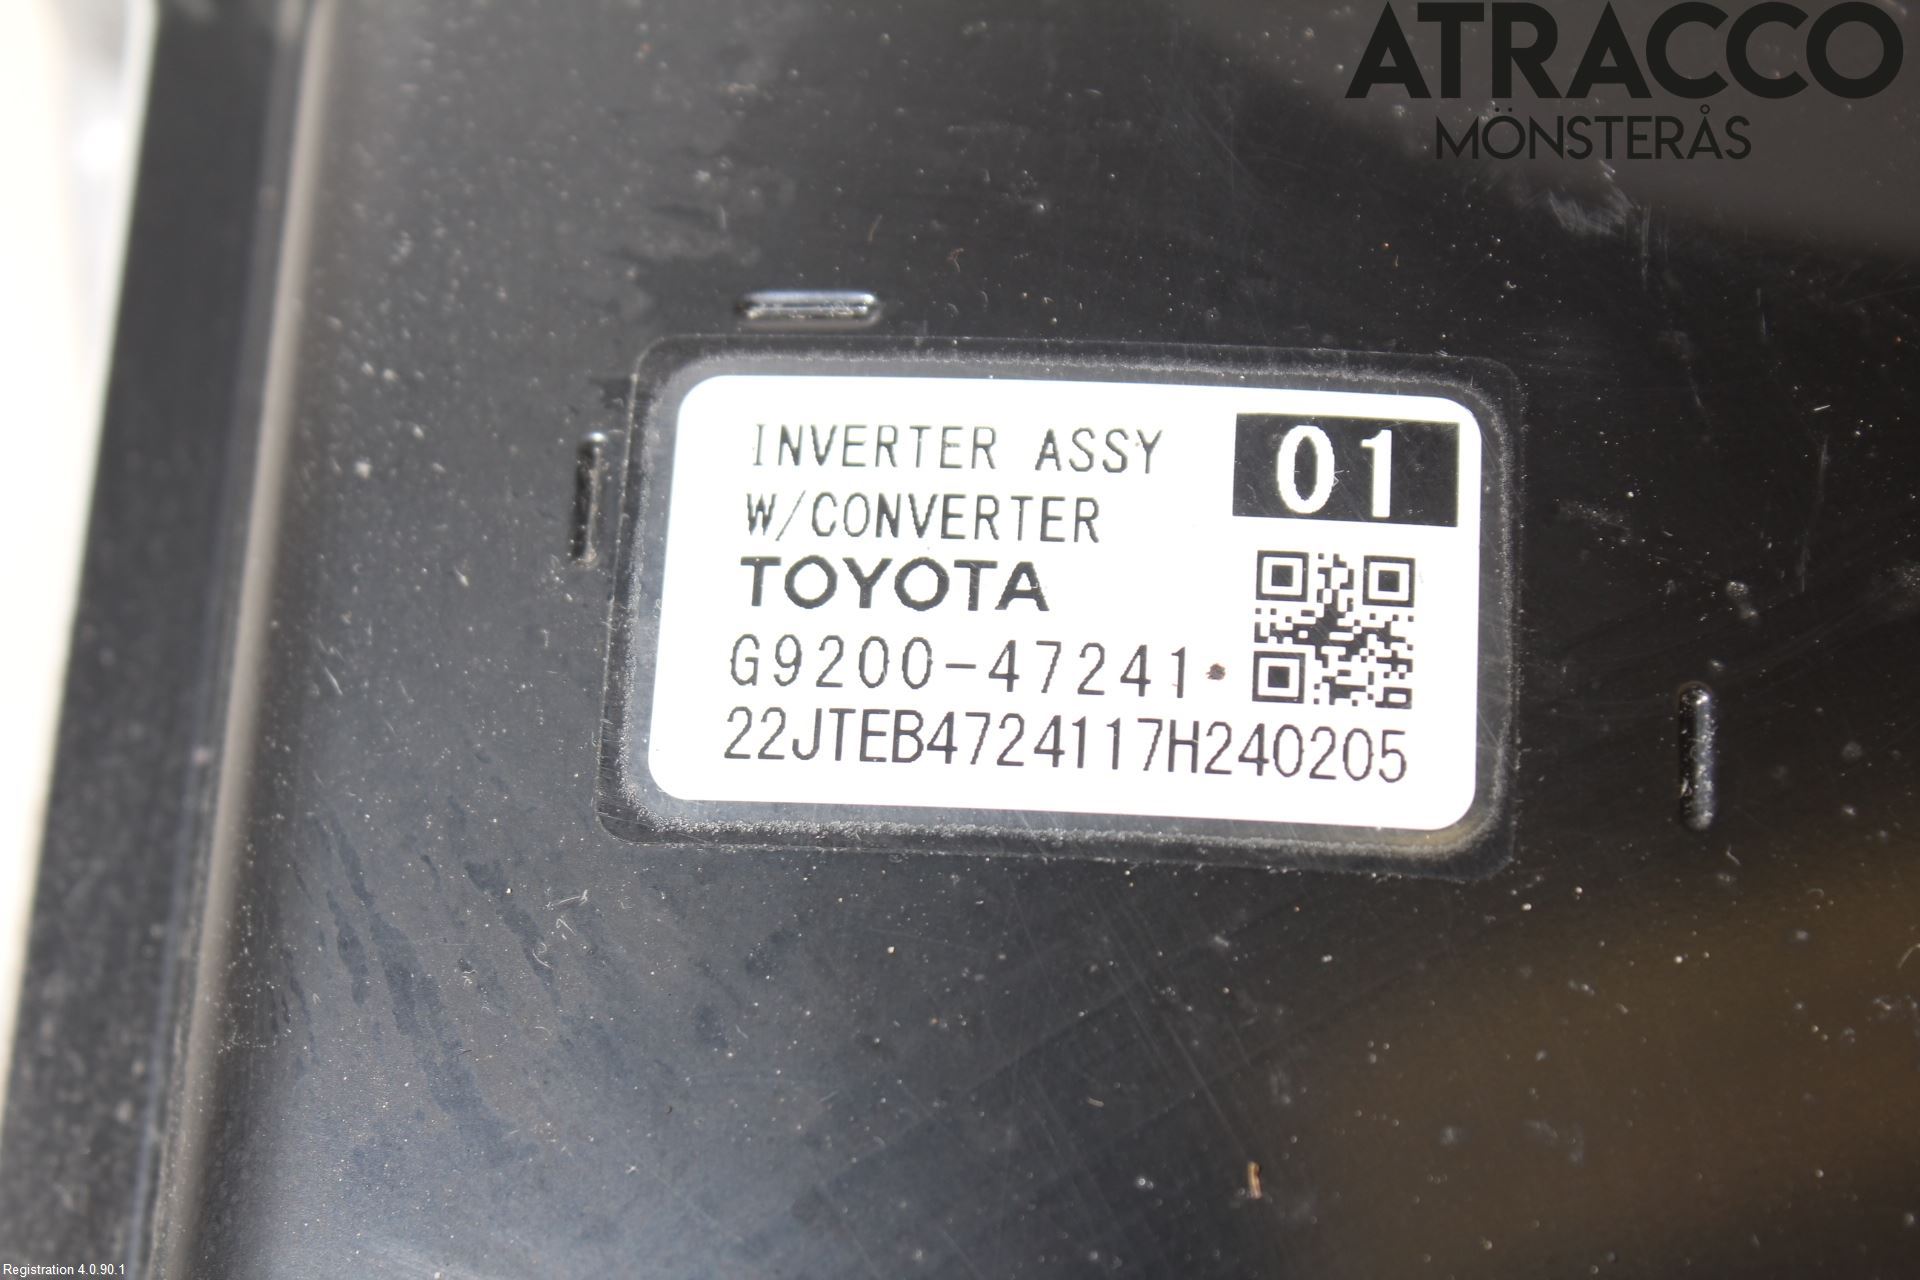 ATRACCO
MÖNSTERÅS
INVERTER ASSY
01
W/CONVERTER
TOYOTA
G9200-47241
22JTEB4724117H240205
Registration 4.0.90.1